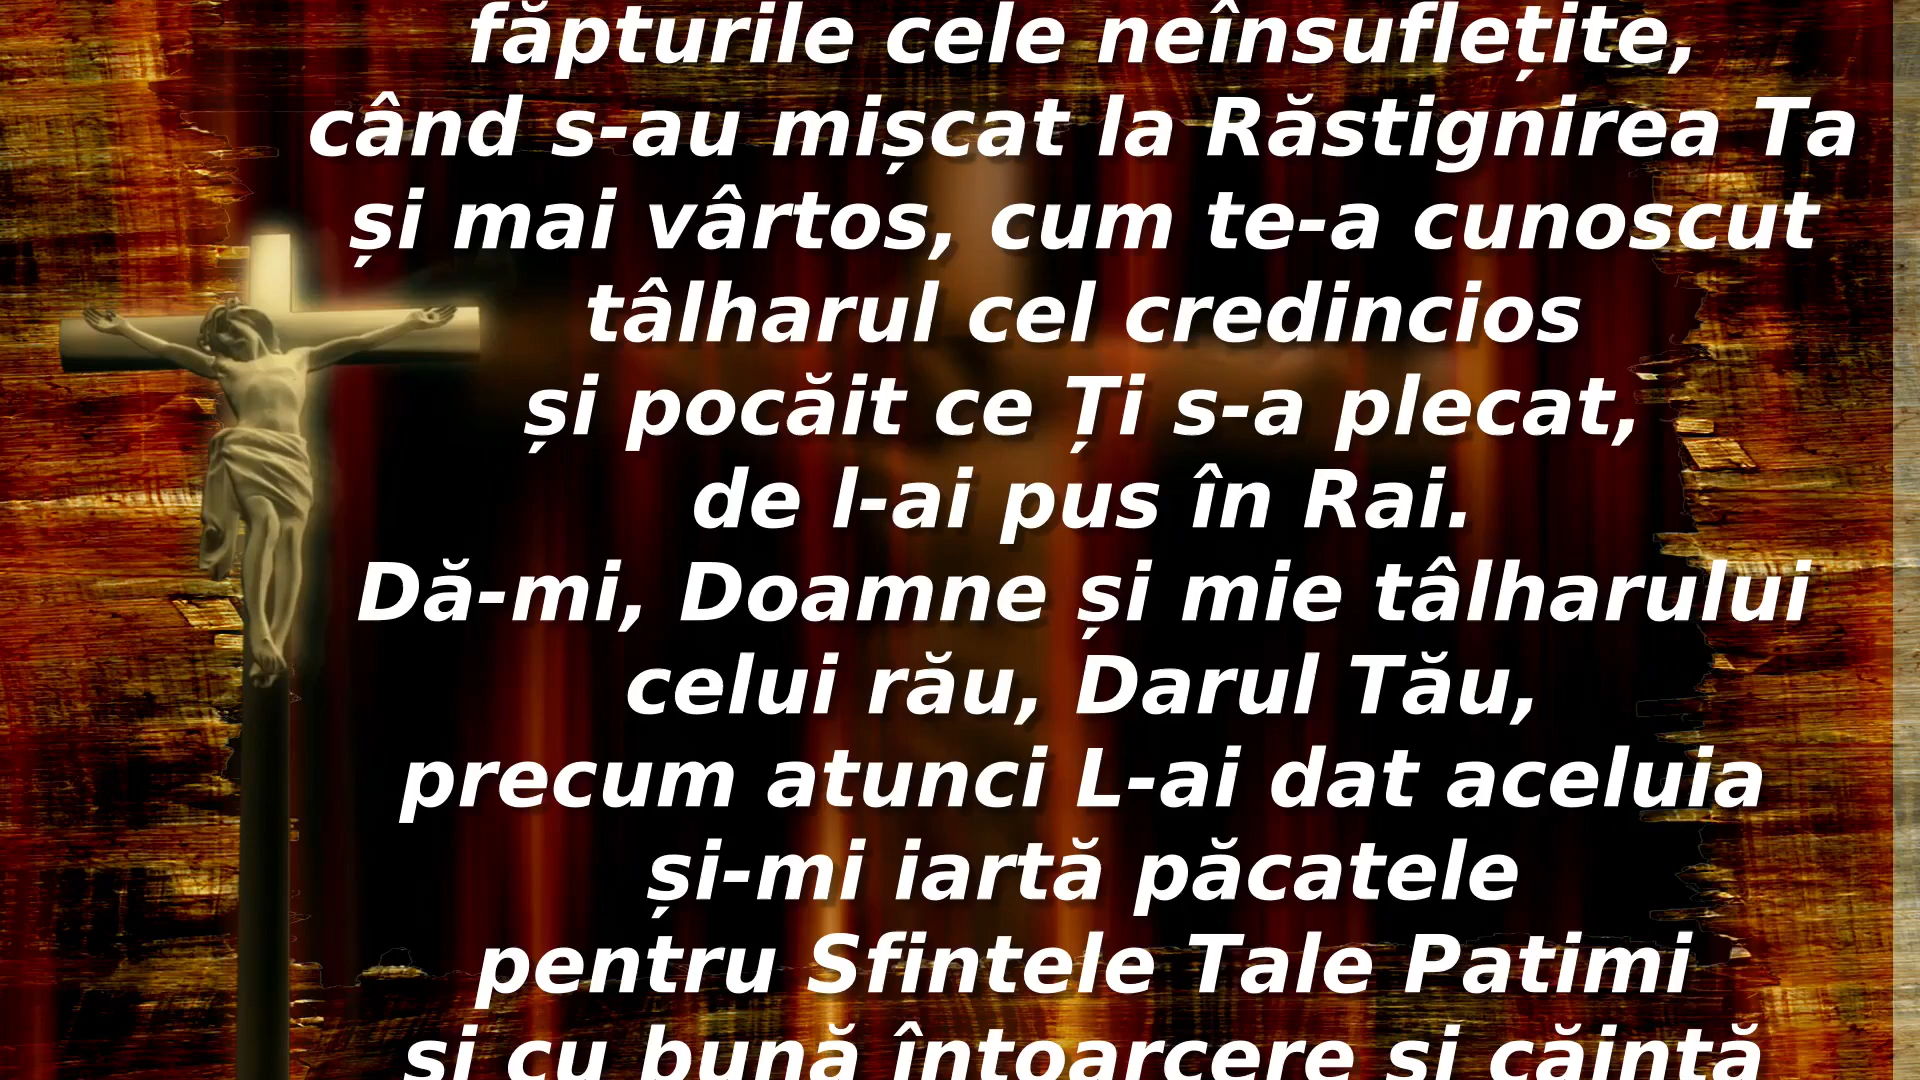 făpturile cele neînsuflețite,
când s-au mișcat la Răstignirea Ta
și mai vârtos, cum te-a cunoscut
tâlharul cel credincios
și pocăit ce Ți s-a plecat,
de l-ai pus în Rai.
Dă-mi, Doamne și mie tâlharului
celui rău, Darul Tău,
precum atunci L-ai dat aceluia
și-mi iartă păcatele
pentru Sfintele Tale Patimi
și cu bună întoarcere și căință